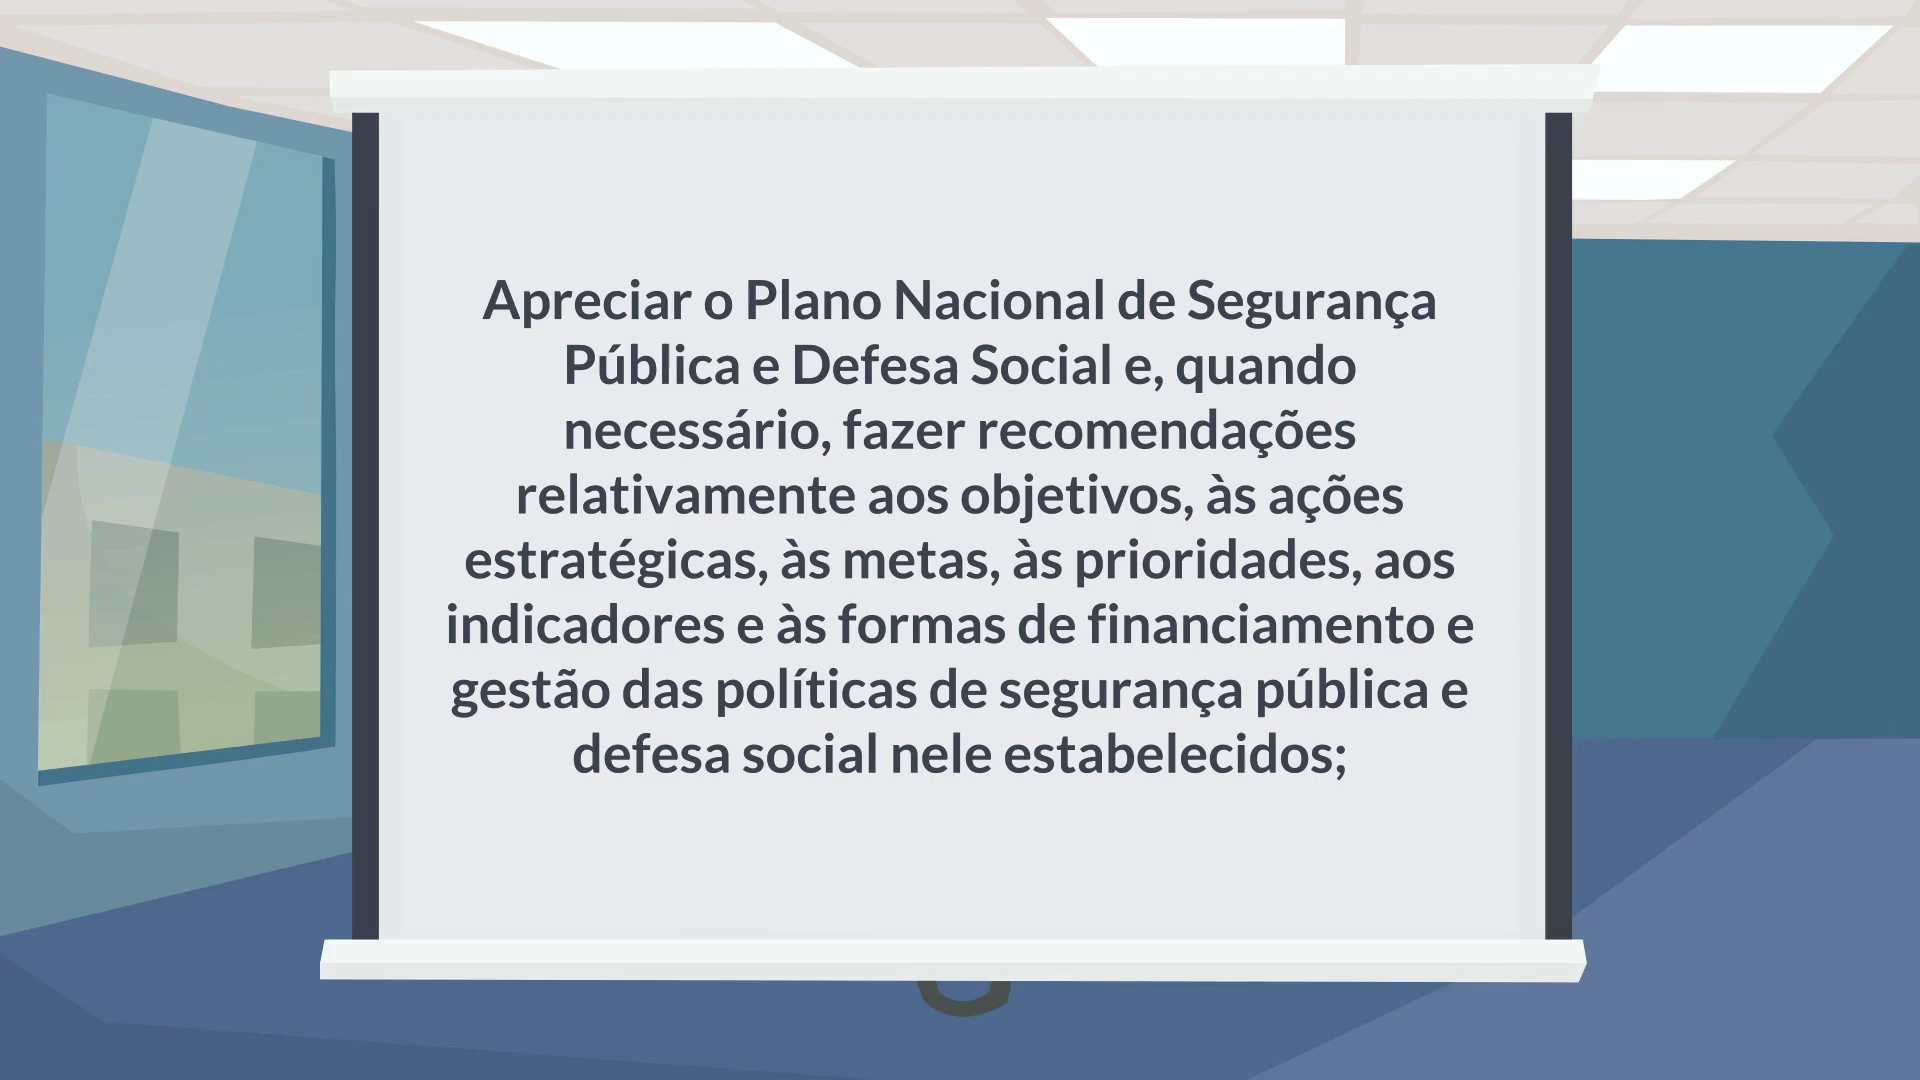 Apreciar o Plano Nacional de Segurança
Pública e Defesa Social e, quando
necessário, fazer recomendações
relativamente aos objetivos, às ações
estratégicas, às metas, às prioridades, aos
indicadores e às formas de financiamento e
gestão das políticas de segurança pública e
defesa social nele estabelecidos;